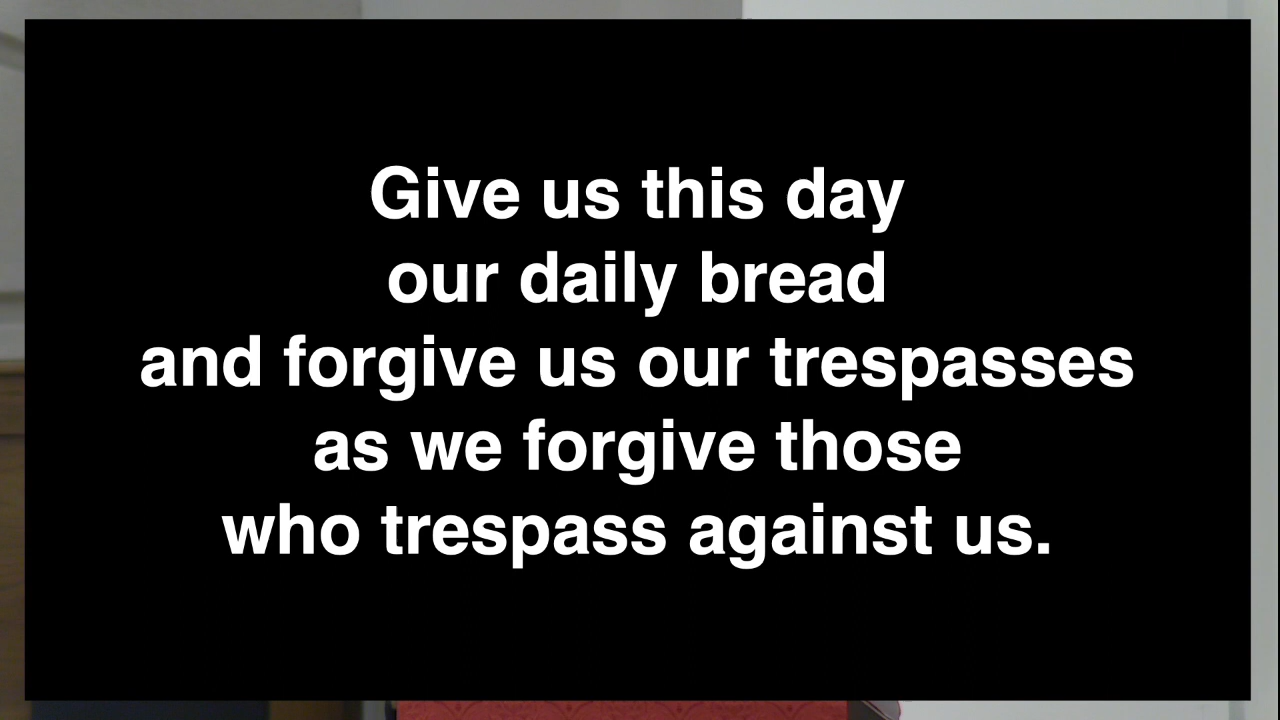 Give us this day
our daily bread
and forgive us our trespasses
as we forgive those
who trespass against us.